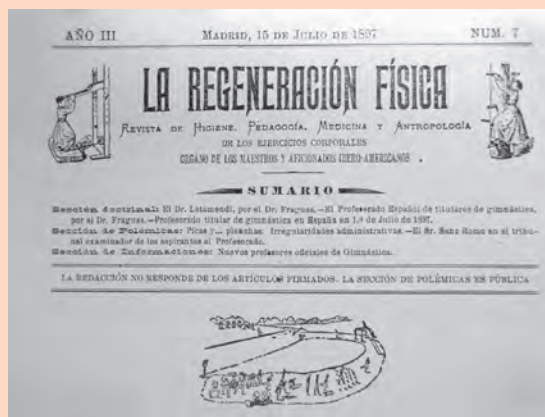 AÑO III MADRID, 15 DE JULIO DE 1897 NUM. 7
LA REGENERACIÓN FÍSICA
REVISTA DE HIGIENE, PEDAGOGÍA, MEDICINA Y ANTROPOLOGÍA
DE LOS EJERCICIOS CORPORALES
ORGANO DE LOS MAESTROS Y AFICIONADOS IBERO-AMERICANOS.
SUMARIO
Sección doctrinal: El Dr. Letamendi, por el Dr. Fraguas.—El Profesorado Español de titulares de gimnástica,
por el Dr. Fraguas.—Profesorado titular de gimnástica en España en 1.º de Julio de 1897.
Sección de Polémicas: Picas y... planchas. Irregularidades administrativas.—El Sr. Sanz Romo en el tribu-
nal examinador de los aspirantes al Profesorado.
Sección de Informaciones: Nuevos profesores oficiales de Gimnástica.
LA REDACCIÓN NO RESPONDE DE LOS ARTÍCULOS FIRMADOS. LA SECCIÓN DE POLÉMICAS ES PÚBLICA